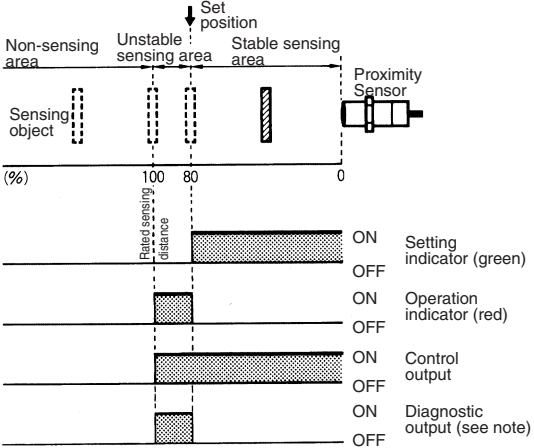 Set
position
Non-sensing
area
Unstable
sensing area
Stable sensing
area
Proximity
Sensor
Sensing
object
(%)
100
80
0
Rated sensing
distance
ON
OFF
Setting
indicator (green)
ON
OFF
Operation
indicator (red)
ON
OFF
Control
output
ON
OFF
Diagnostic
output (see note)